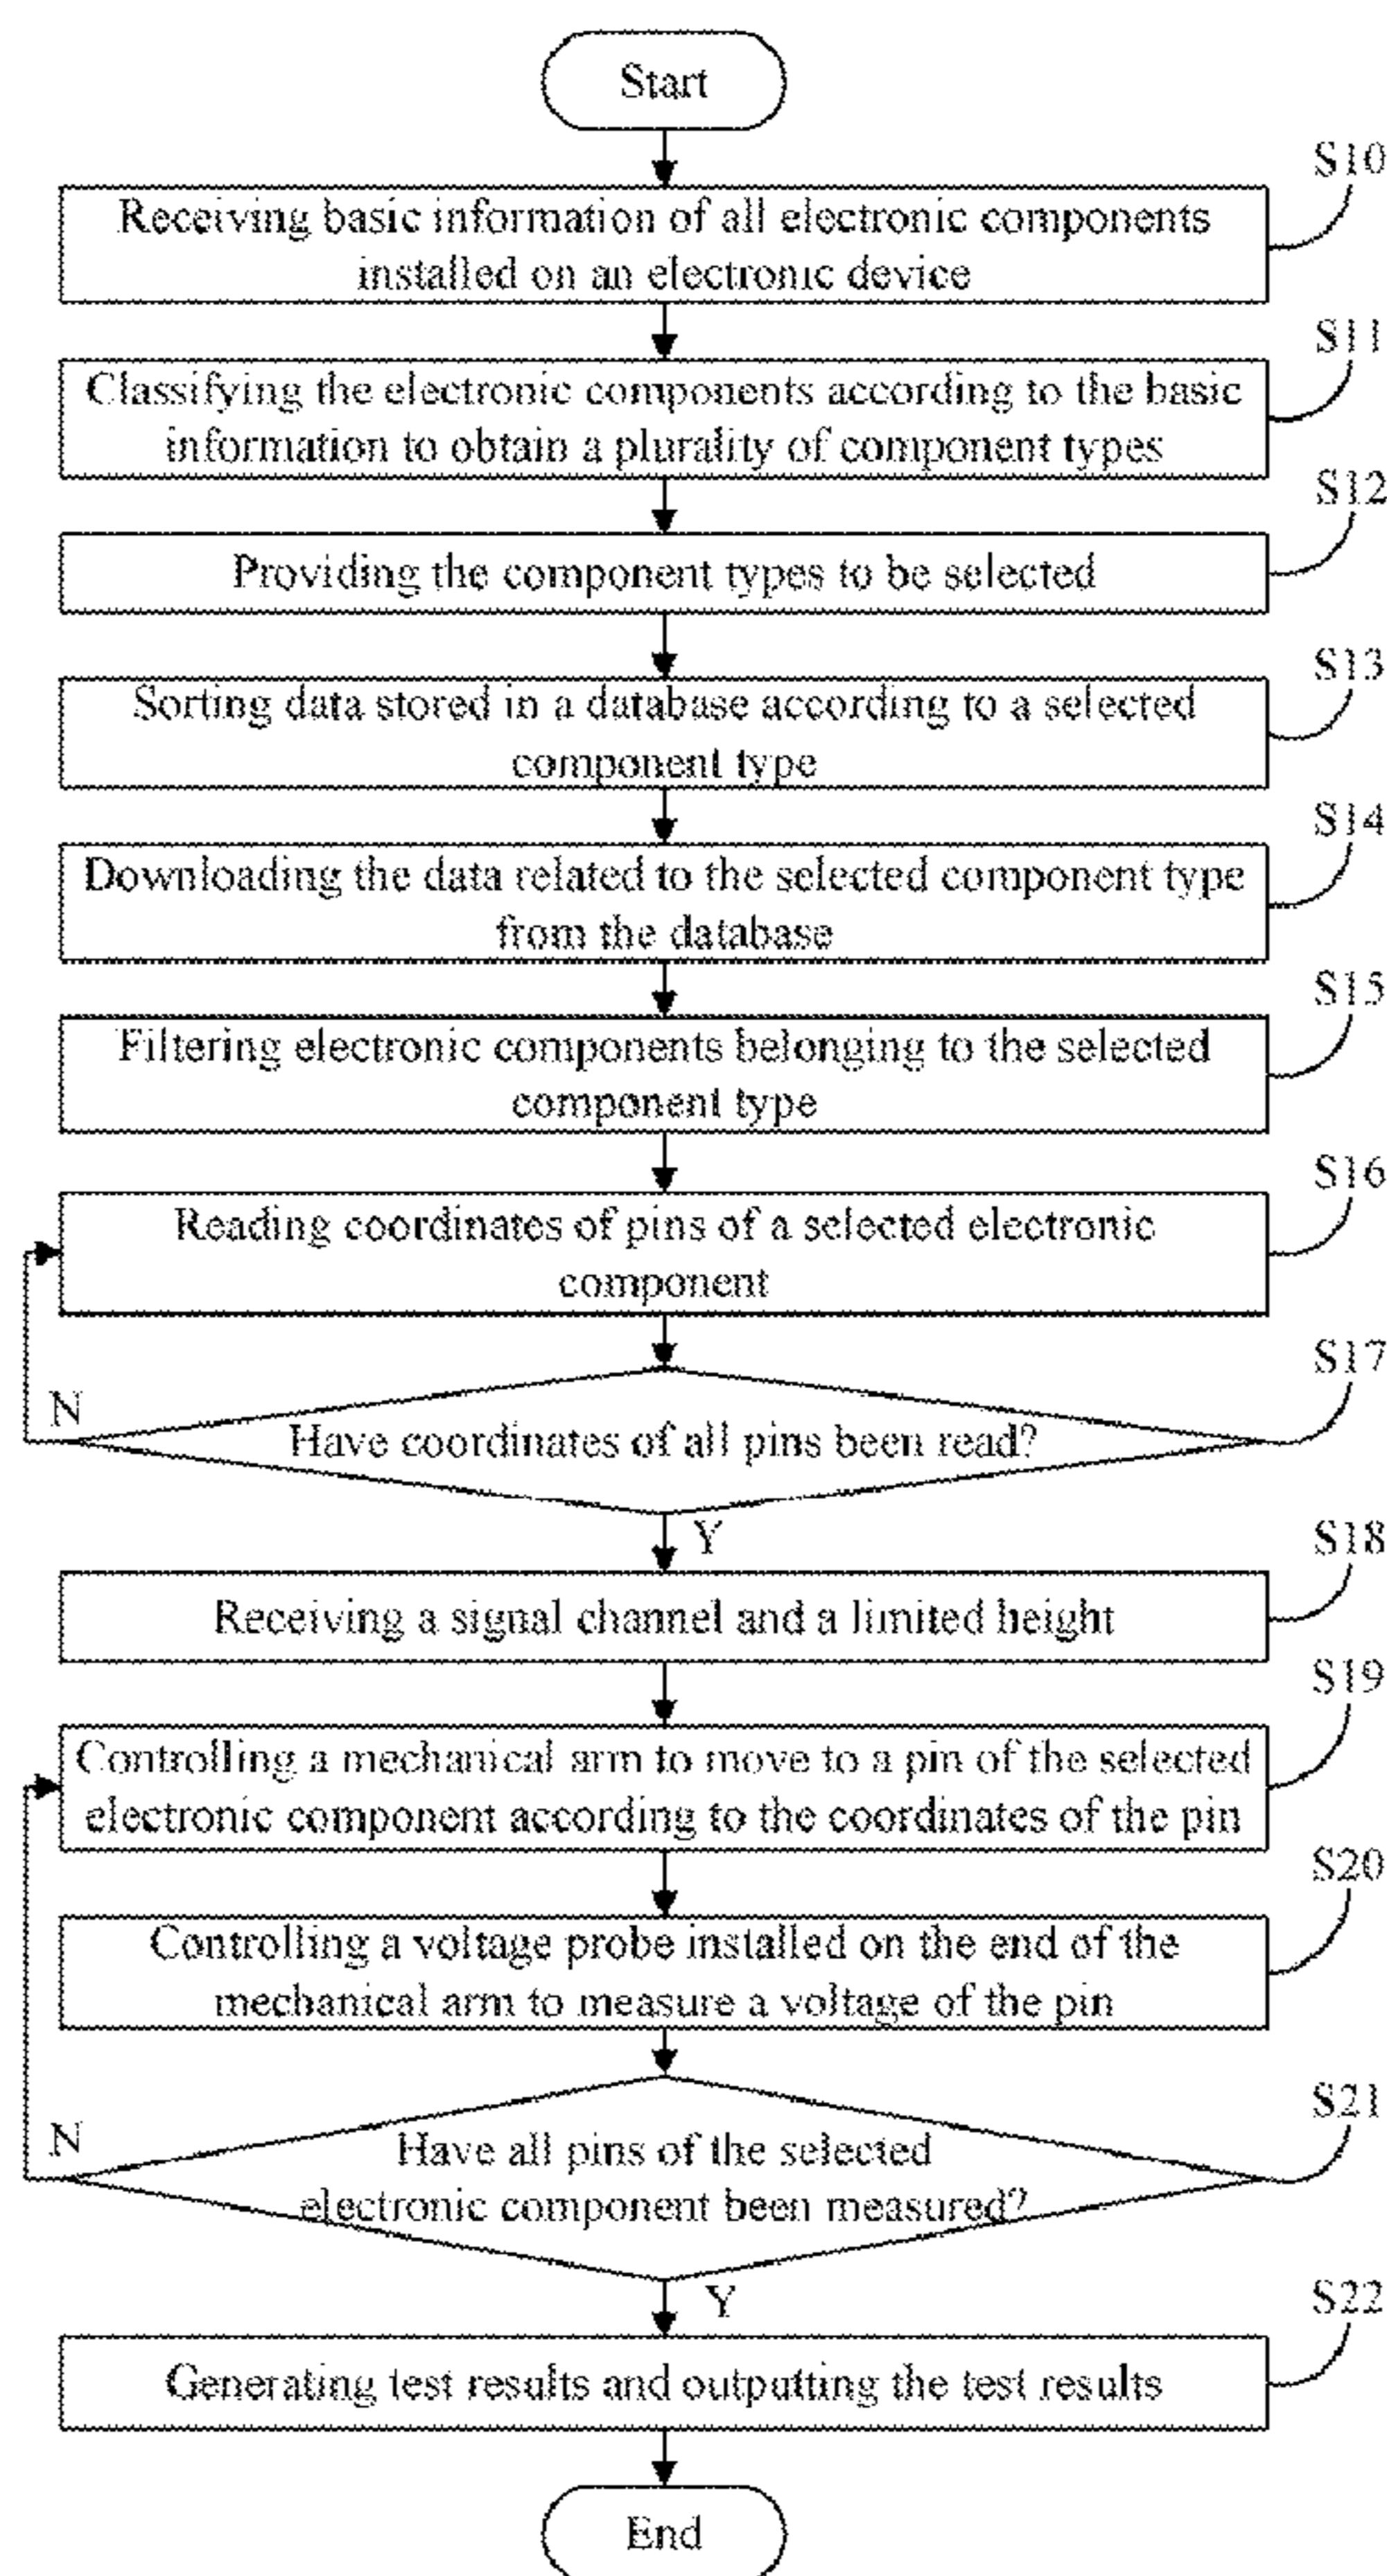 Start
S10
Receiving basic information of all electronic components
installed on an electronic device
S11
Classifying the electronic components according to the basic
information to obtain a plurality of component types
S12
Providing the component types to be selected
S13
Sorting data stored in a database according to a selected
component type
S14
Downloading the data related to the selected component type
from the database
S15
Filtering electronic components belonging to the selected
component type
S16
Reading coordinates of pins of a selected electronic
component
S17
N
Have coordinates of all pins been read?
Y
S18
Receiving a signal channel and a limited height
S19
Controlling a mechanical arm to move to a pin of the selected
electronic component according to the coordinates of the pin
S20
Controlling a voltage probe installed on the end of the
mechanical arm to measure a voltage of the pin
S21
N
Have all pins of the selected
electronic component been measured?
Y
S22
Generating test results and outputting the test results
End